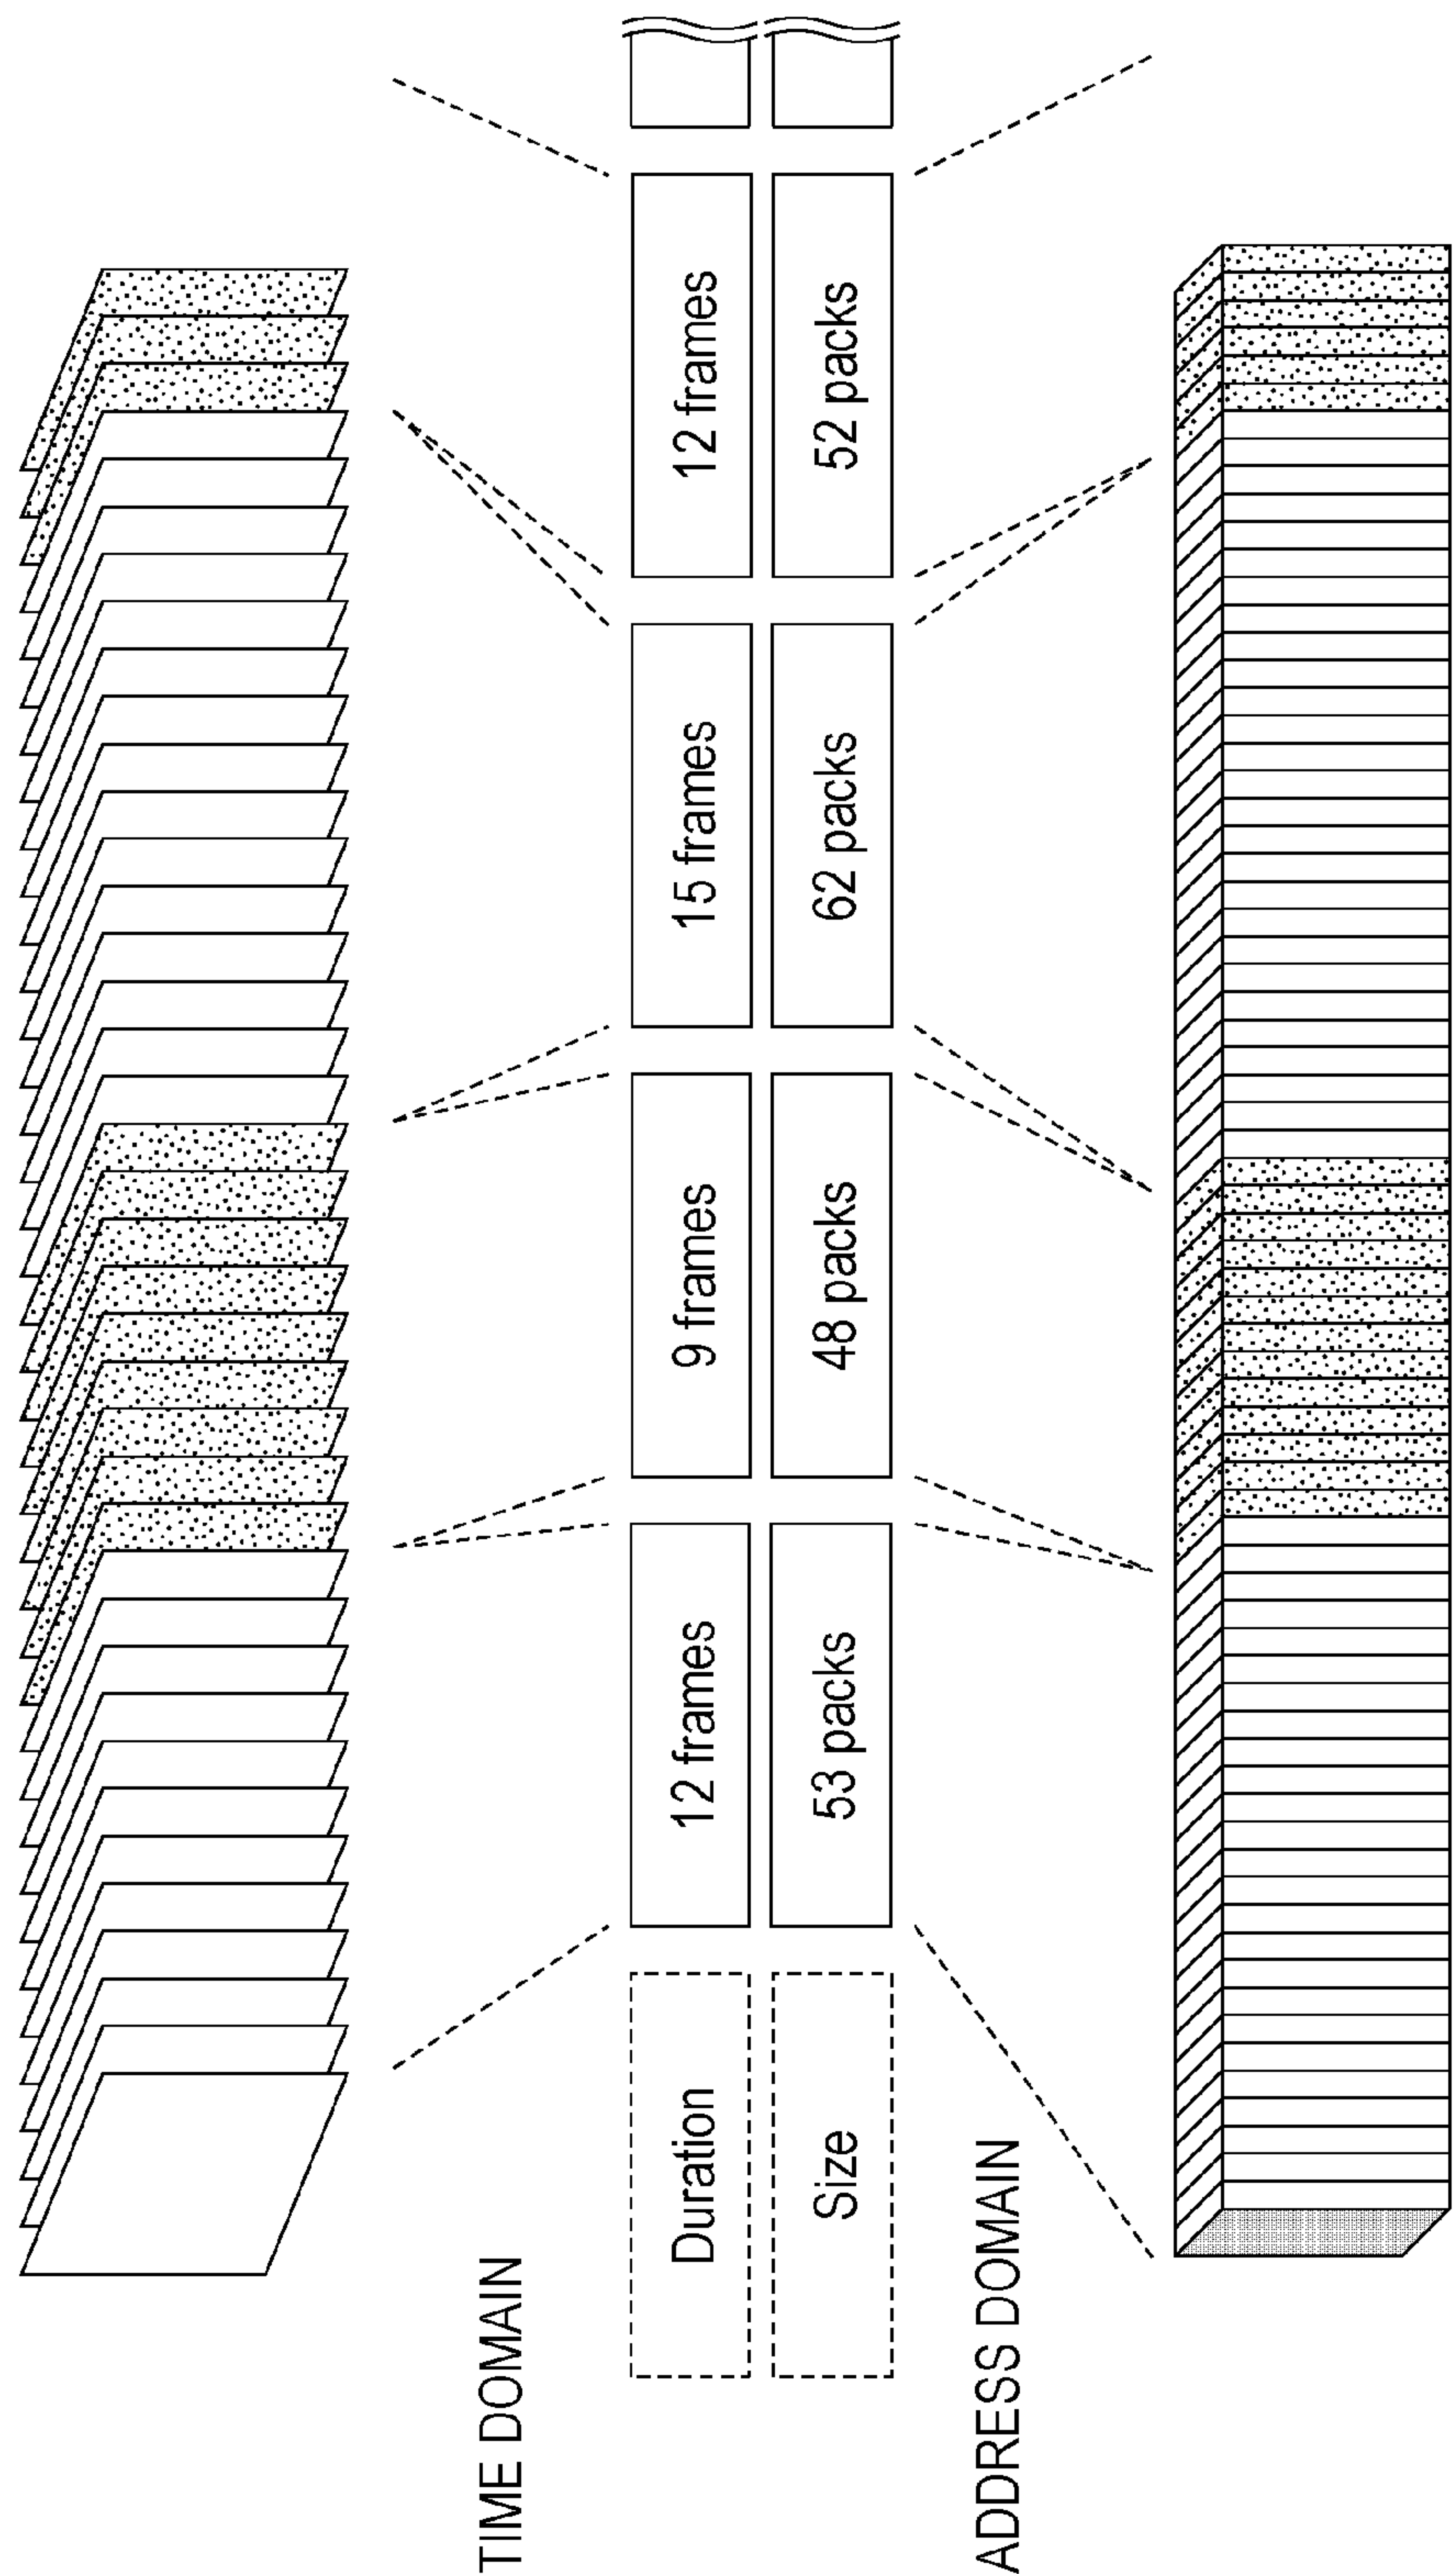 TIME DOMAIN
Duration
12 frames
9 frames
15 frames
12 frames
Size
53 packs
48 packs
62 packs
52 packs
ADDRESS DOMAIN